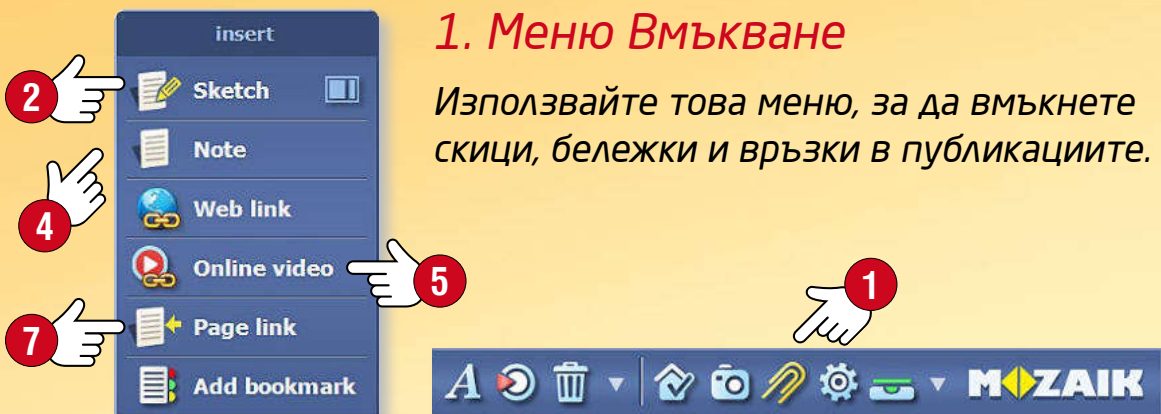 insert
2
Sketch
Note
4
Web link
Online video
5
7
Page link
Add bookmark
1. Меню Вмъкване
Използвайте това меню, за да вмъкнете
скици, бележки и връзки в публикациите.
1
A
MOZAIK